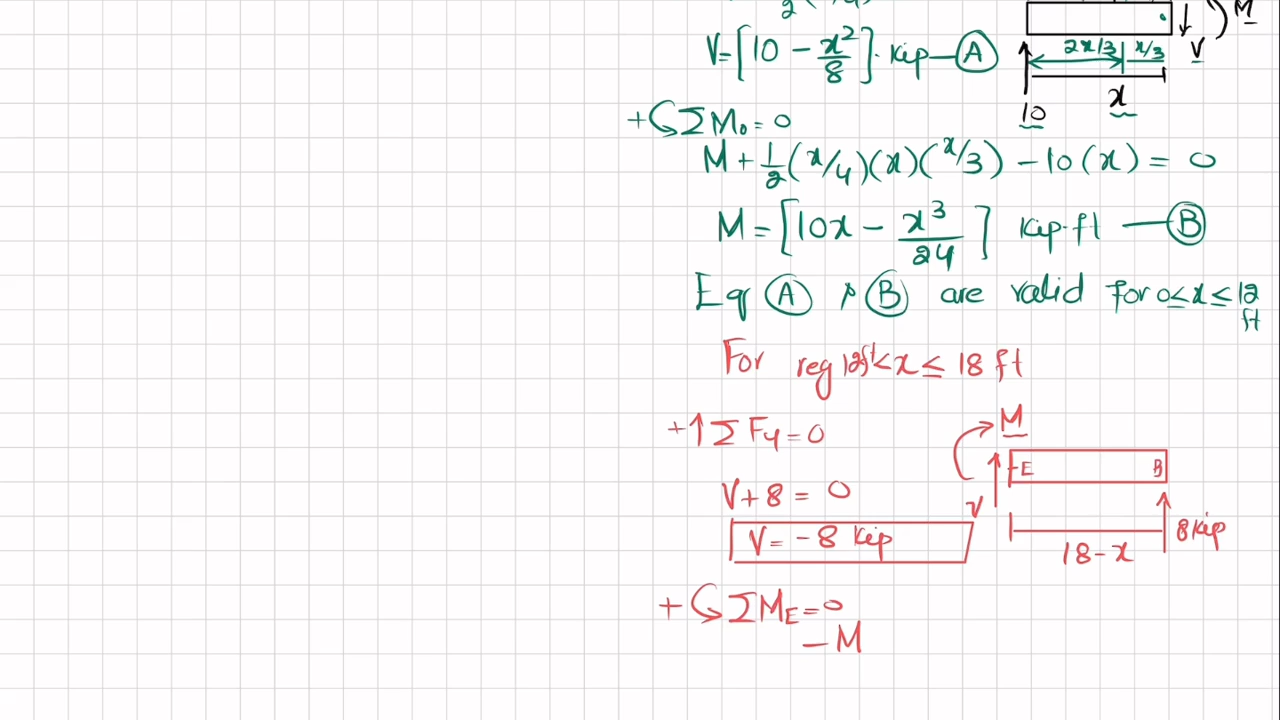 2
V = [10 - x²/8] · kip — (A)
M
V
2x/3 x/3
x
10
+↺ ΣM₀ = 0
M + 1/2 (x/4)(x)(x/3) - 10(x) = 0
M = [10x - x³/24] kip·ft — (B)
Eq (A) & (B) are valid for 0 ≤ x ≤ 12 ft
For reg 12ft < x ≤ 18 ft
+↑ ΣFy = 0
M
E B
V + 8 = 0
V
V = -8 kip
8 kip
18-x
+↺ ΣM_E = 0
- M